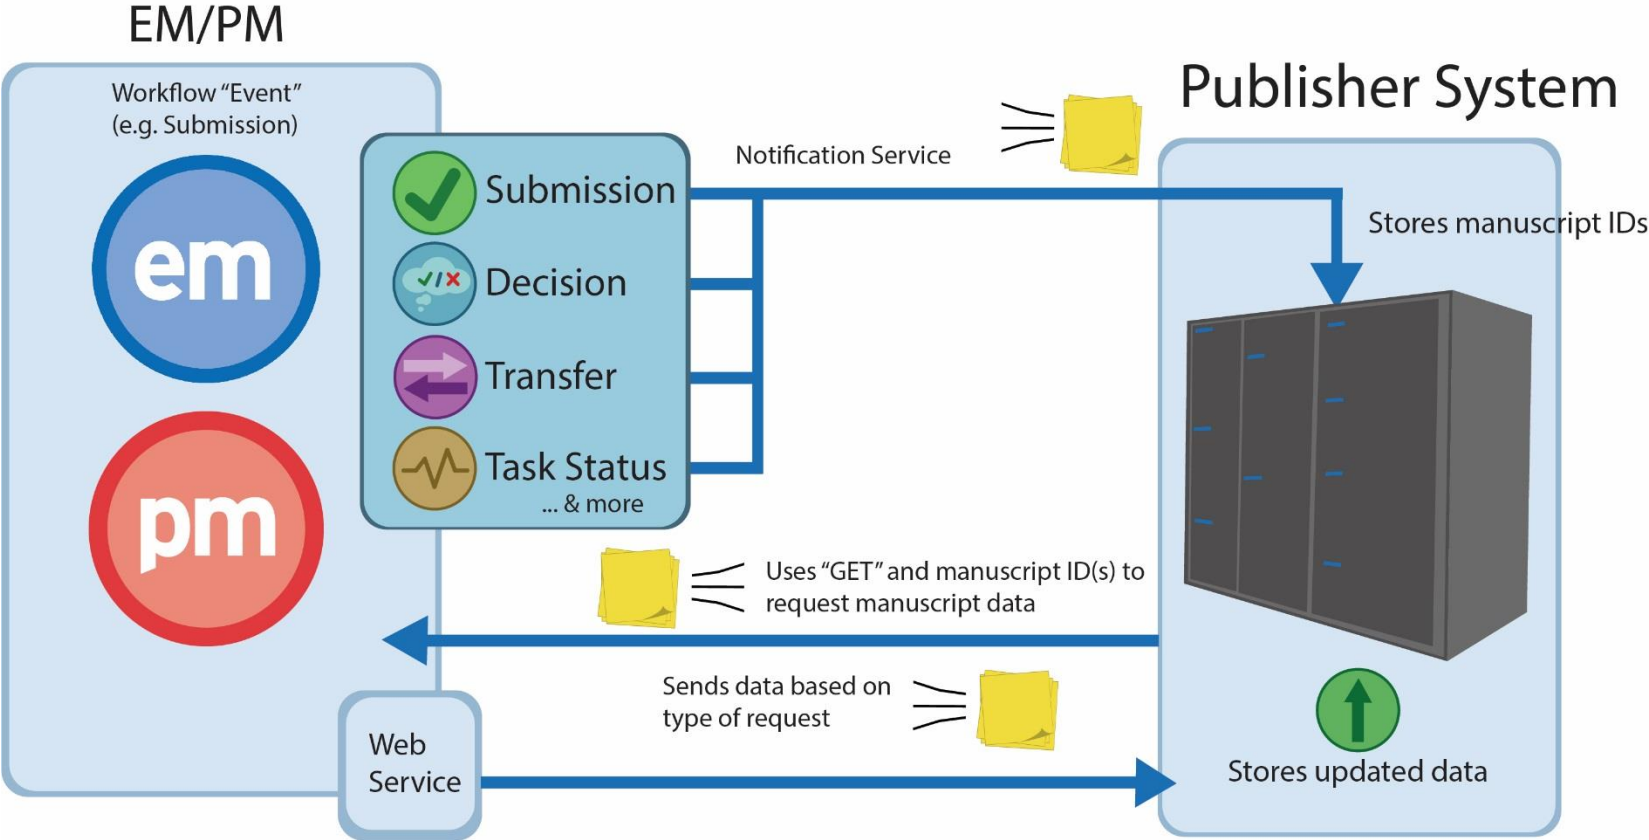 EM/PM
Workflow “Event”
(e.g. Submission)
em
pm
Submission
Decision
Transfer
Task Status
... & more
Notification Service
Publisher System
Stores manuscript IDs
Uses “GET” and manuscript ID(s) to
request manuscript data
Sends data based on
type of request
Web
Service
Stores updated data